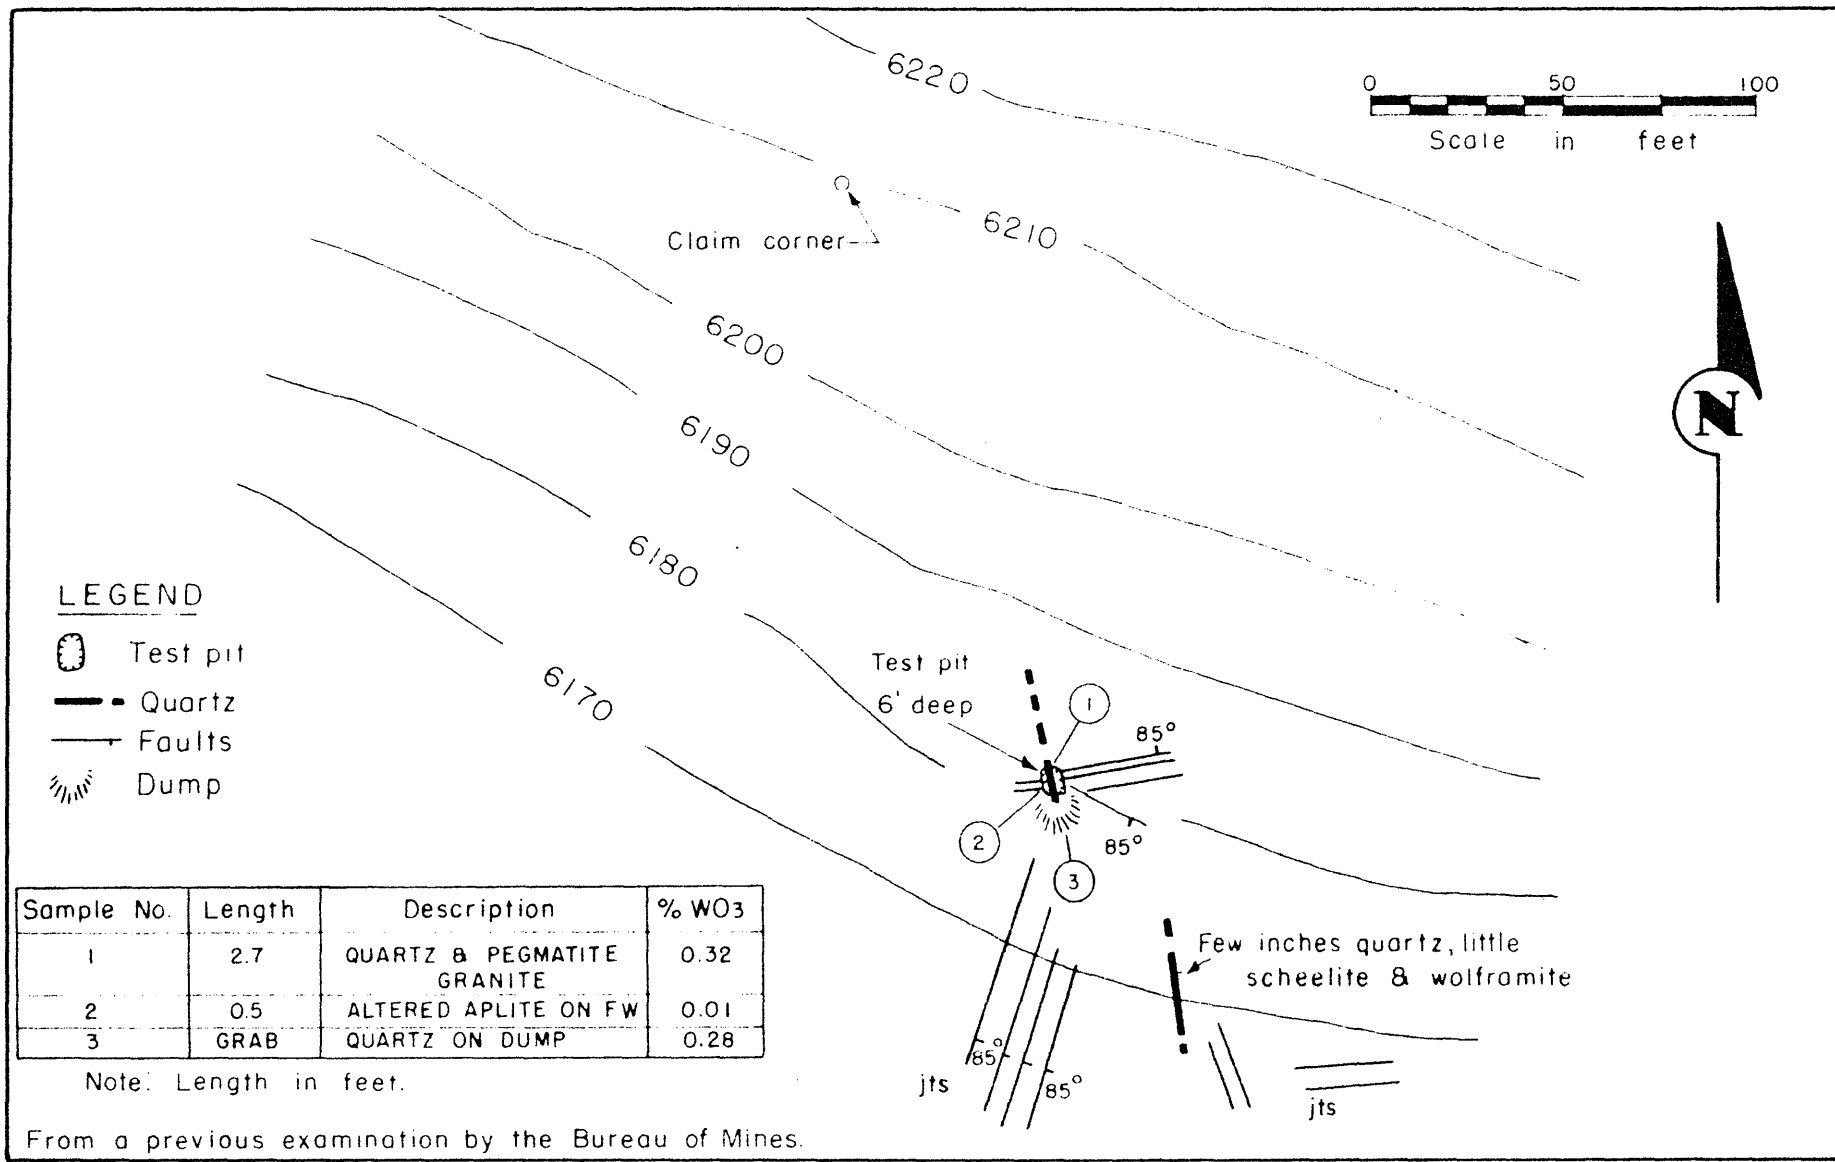 6220
0 50 100
Scale in feet
6210
Claim corner
6200
N
6190
6180
LEGEND
Test pit
Quartz
Faults
Dump
6170
Test pit
6' deep
1
85°
2
85°
3
Sample No. Length Description % WO3
1 2.7 QUARTZ & PEGMATITE GRANITE 0.32
2 0.5 ALTERED APLITE ON FW 0.01
3 GRAB QUARTZ ON DUMP 0.28
Note: Length in feet.
Few inches quartz, little
scheelite & wolframite
85°
85°
jts
jts
From a previous examination by the Bureau of Mines.